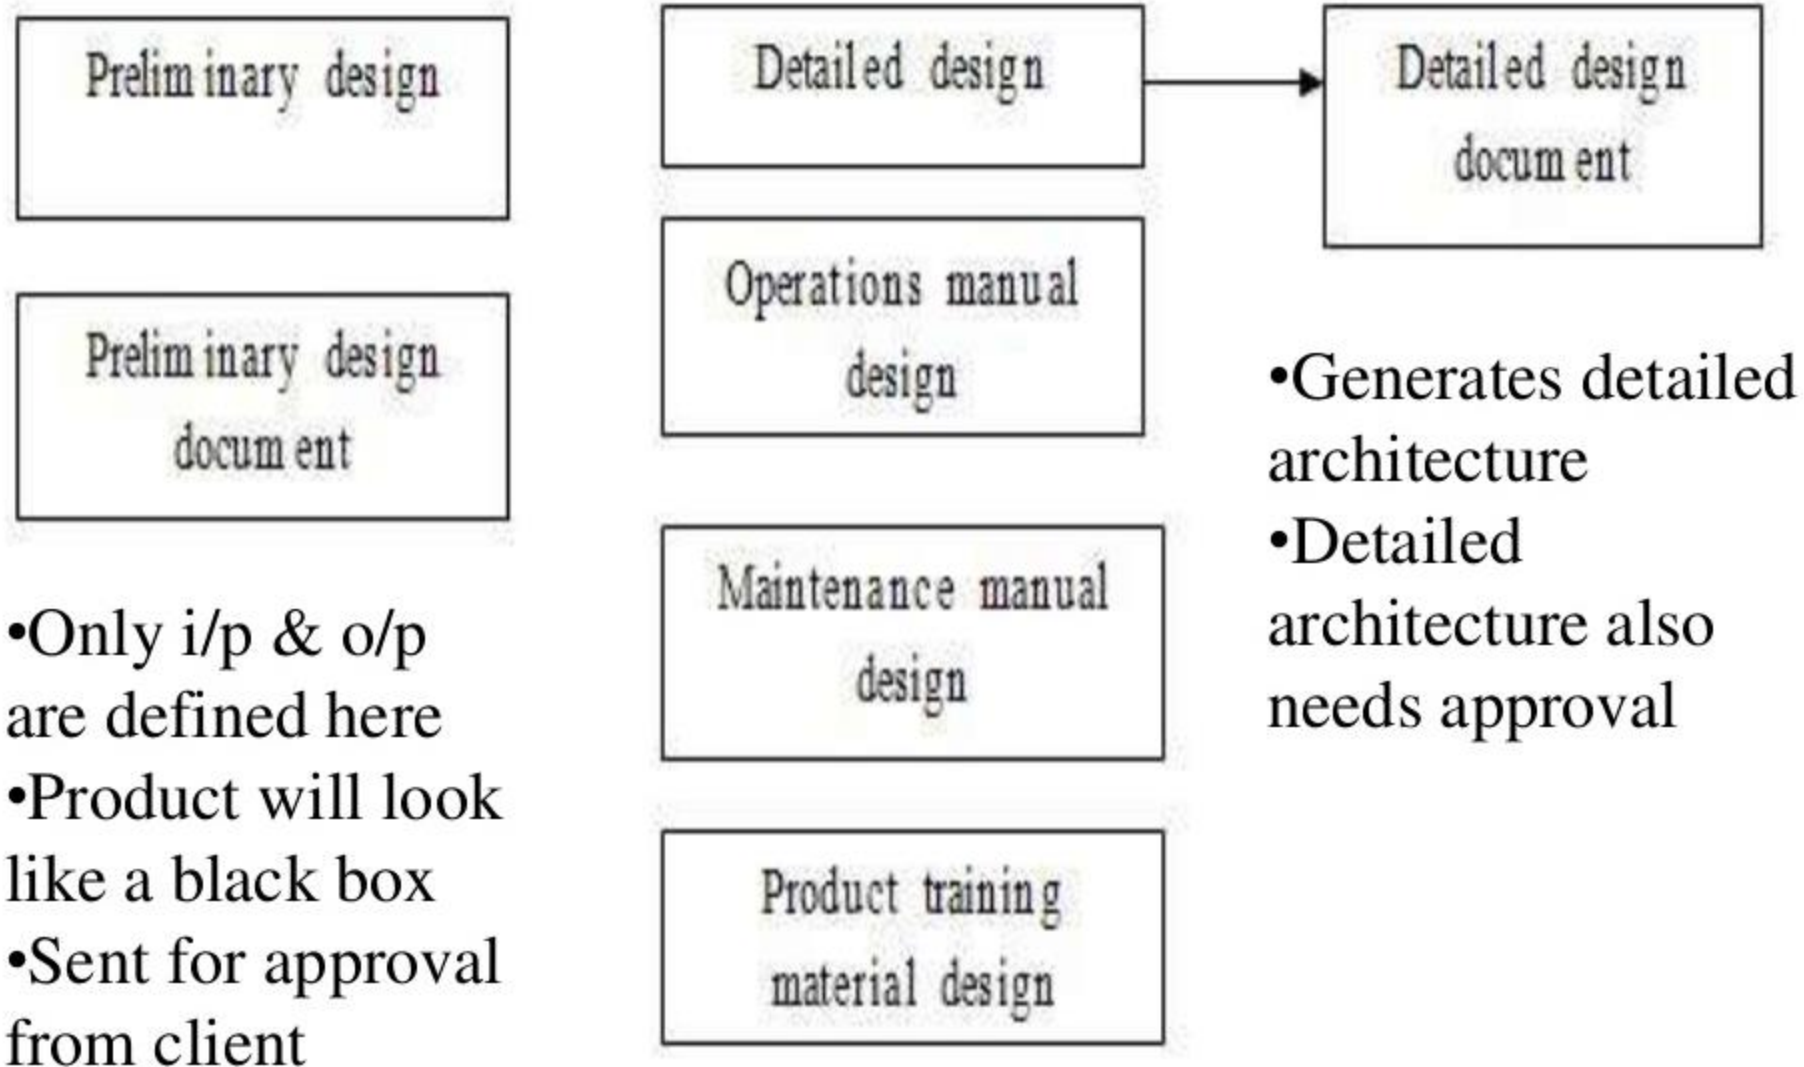 Preliminary design
Preliminary design
document
•Only i/p & o/p
are defined here
•Product will look
like a black box
•Sent for approval
from client
Detailed design
Operations manual
design
Maintenance manual
design
Product training
material design
Detailed design
document
•Generates detailed
architecture
•Detailed
architecture also
needs approval